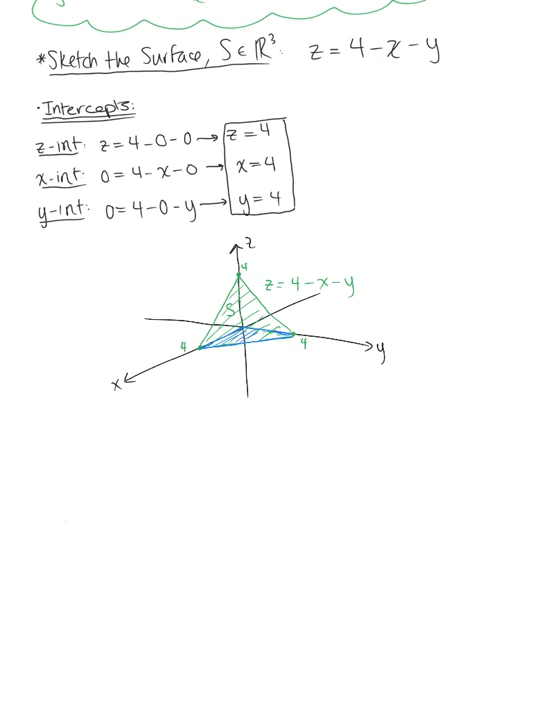 *Sketch the Surface, S∈ℝ³: z = 4-x-y
·Intercepts:
z-int: z=4-0-0→ z=4
x-int: 0=4-x-0 → x=4
y-int: 0=4-0-y→ y=4
z
4
z=4-x-y
S
4
4
y
x